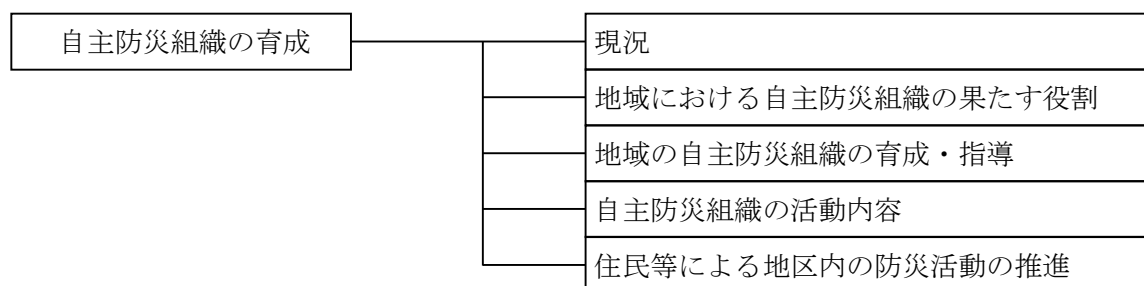 自主防災組織の育成
現況
地域における自主防災組織の果たす役割
地域の自主防災組織の育成・指導
自主防災組織の活動内容
住民等による地区内の防災活動の推進